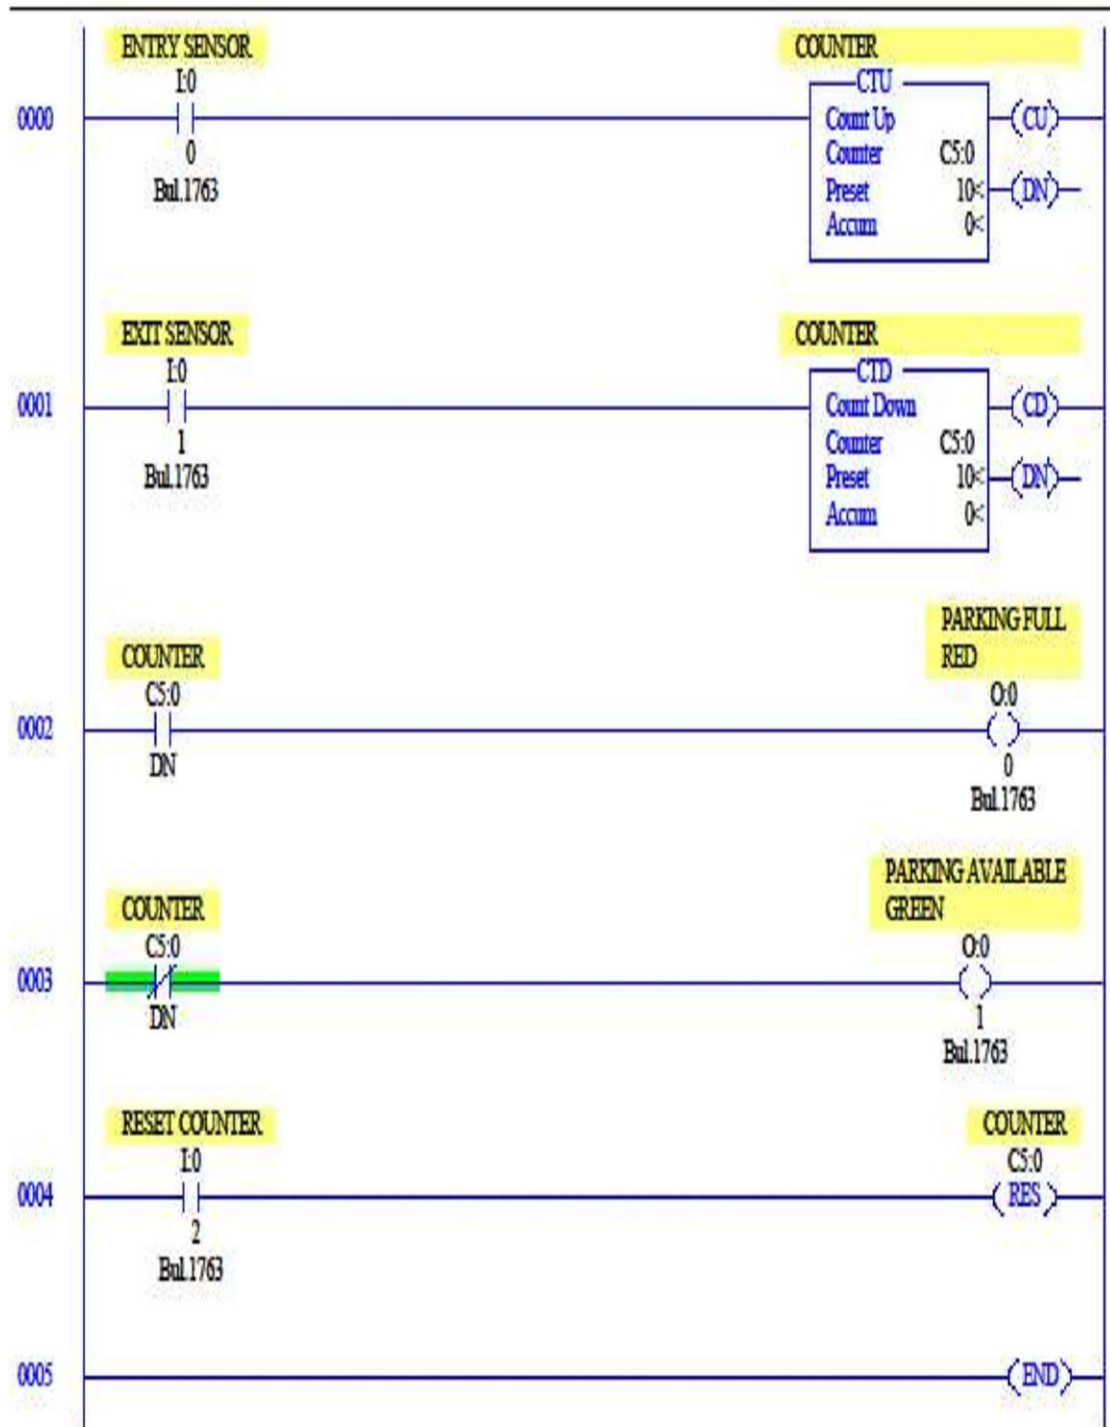 ENTRY SENSOR
I:0
0000
0
Bul.1763
COUNTER
CTU
Count Up
Counter C5:0
Preset 10<
Accum 0<
CU
DN
EXIT SENSOR
I:0
0001
1
Bul.1763
COUNTER
CTD
Count Down
Counter C5:0
Preset 10<
Accum 0<
CD
DN
COUNTER
C5:0
0002
DN
PARKING FULL
RED
O:0
0
Bul.1763
COUNTER
C5:0
0003
DN
PARKING AVAILABLE
GREEN
O:0
1
Bul.1763
RESET COUNTER
I:0
0004
2
Bul.1763
COUNTER
C5:0
RES
0005
END